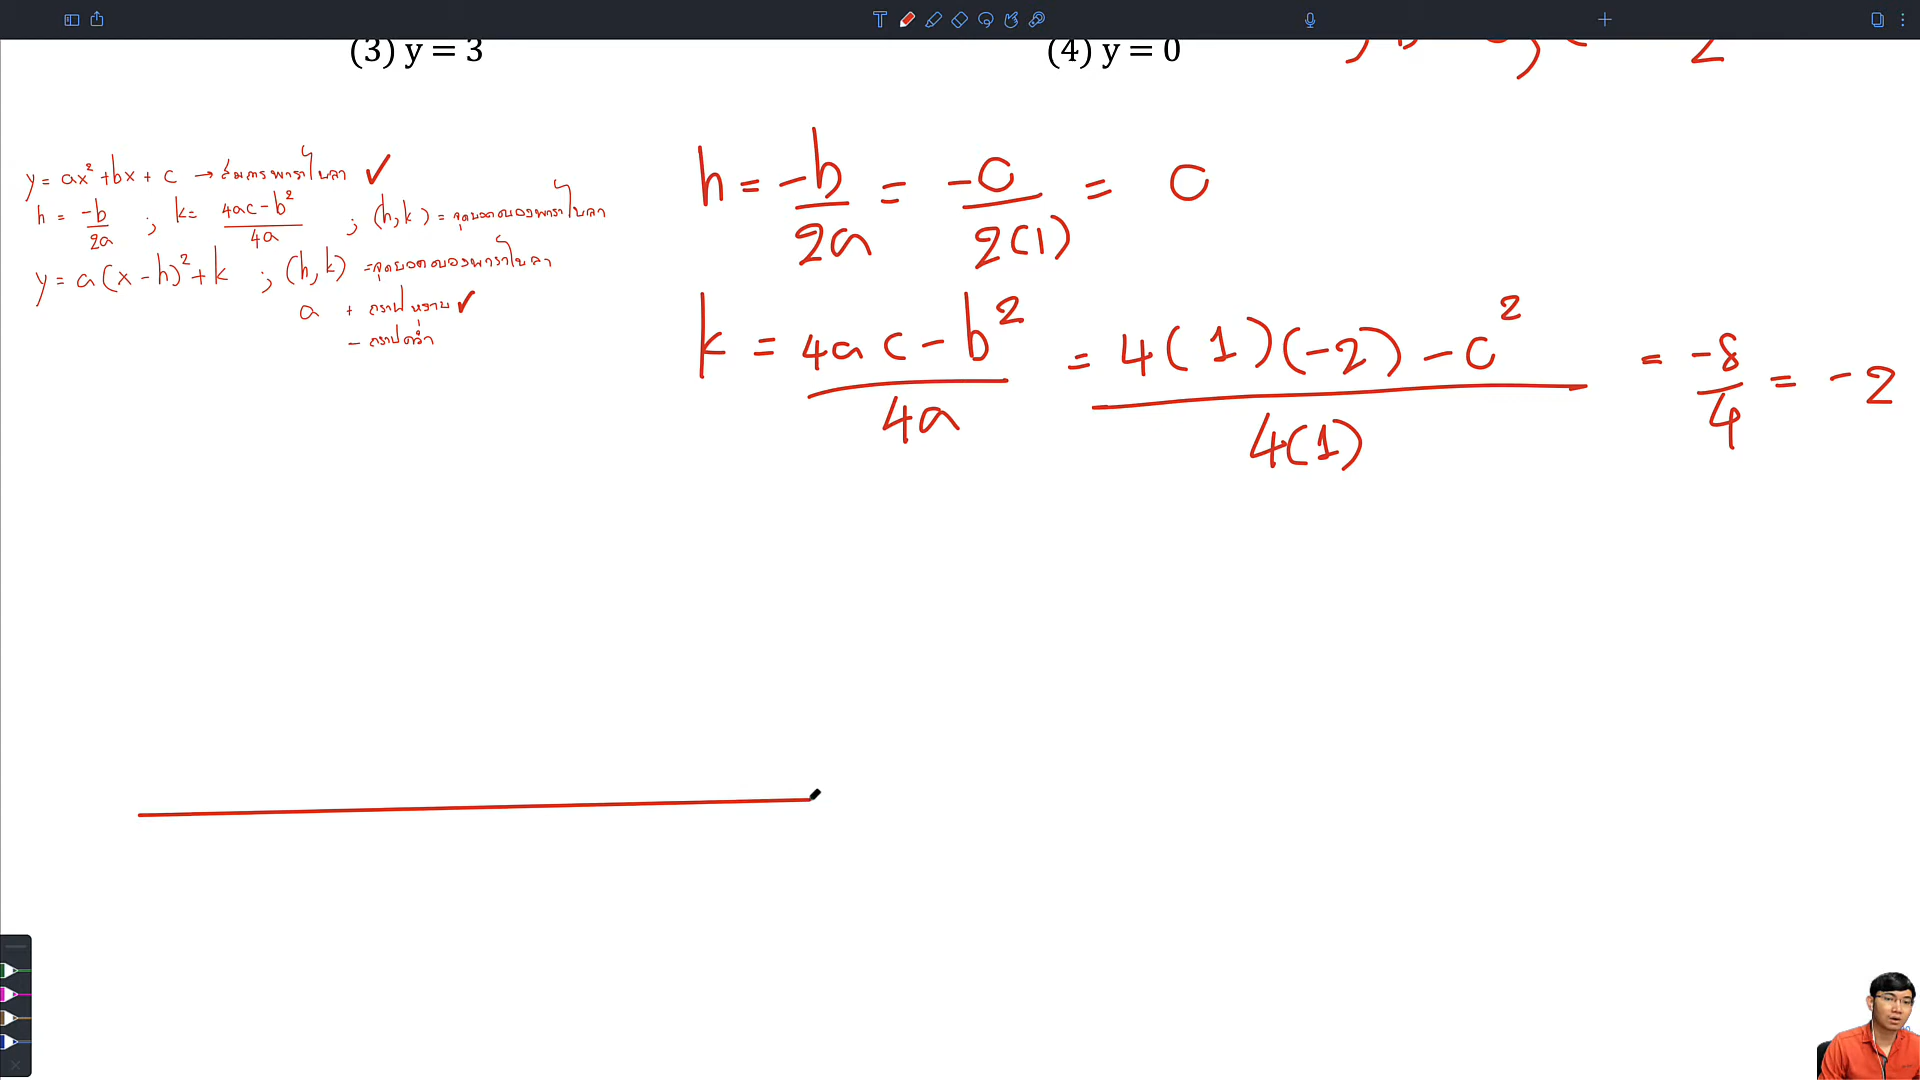 (3) y = 3
(4) y = 0
y = ax² + bx + c → สมการพาราโบลา ✓
h = -b/2a ; k = 4ac - b²/4a ; (h, k) = จุดยอดของพาราโบลา
y = a(x - h)² + k ; (h, k) = จุดยอดของพาราโบลา
a + กราฟหงาย ✓
- กราฟคว่ำ
h = -b/2a = -0/2(1) = 0
k = 4ac - b²/4a = 4(1)(-2) - 0²/4(1) = -8/4 = -2